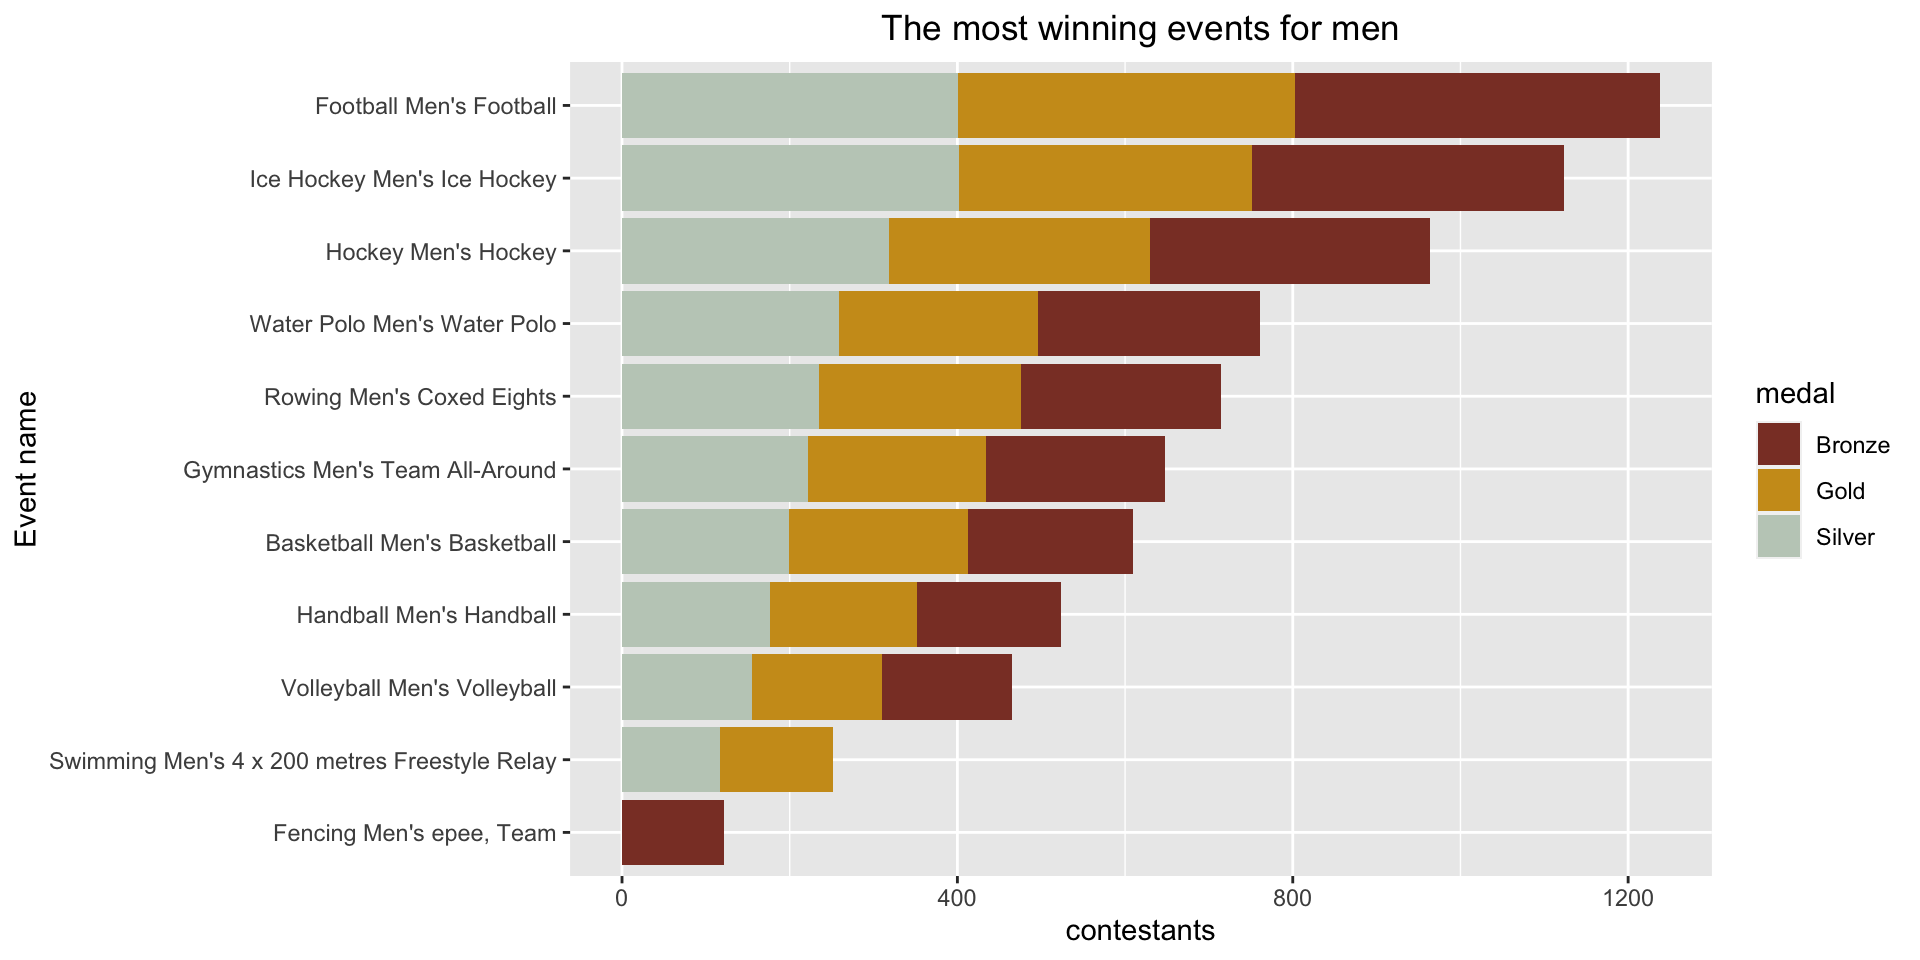 The most winning events for men
Event name
Football Men's Football
Ice Hockey Men's Ice Hockey
Hockey Men's Hockey
Water Polo Men's Water Polo
Rowing Men's Coxed Eights
Gymnastics Men's Team All-Around
Basketball Men's Basketball
Handball Men's Handball
Volleyball Men's Volleyball
Swimming Men's 4 x 200 metres Freestyle Relay
Fencing Men's epee, Team
0 400 800 1200
contestants
medal
Bronze
Gold
Silver